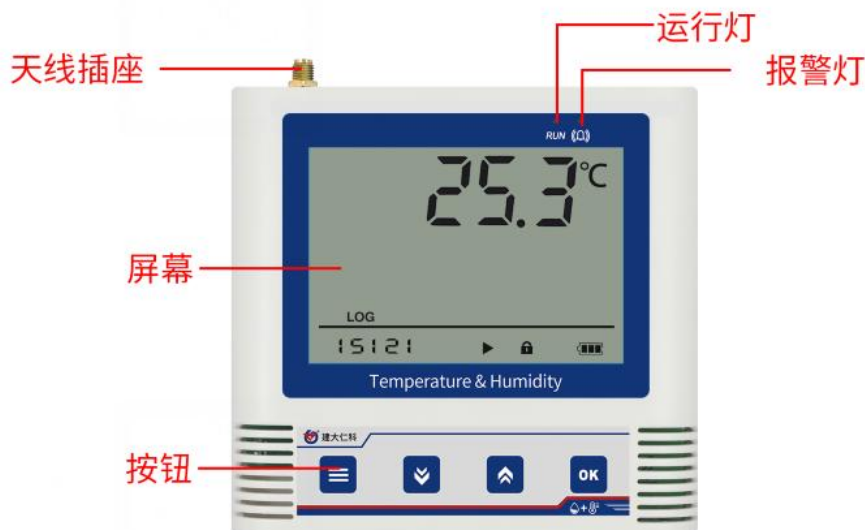 运行灯
天线插座
报警灯
RUN
25.3℃
屏幕
LOG
15121
Temperature & Humidity
建大仁科
按钮
OK